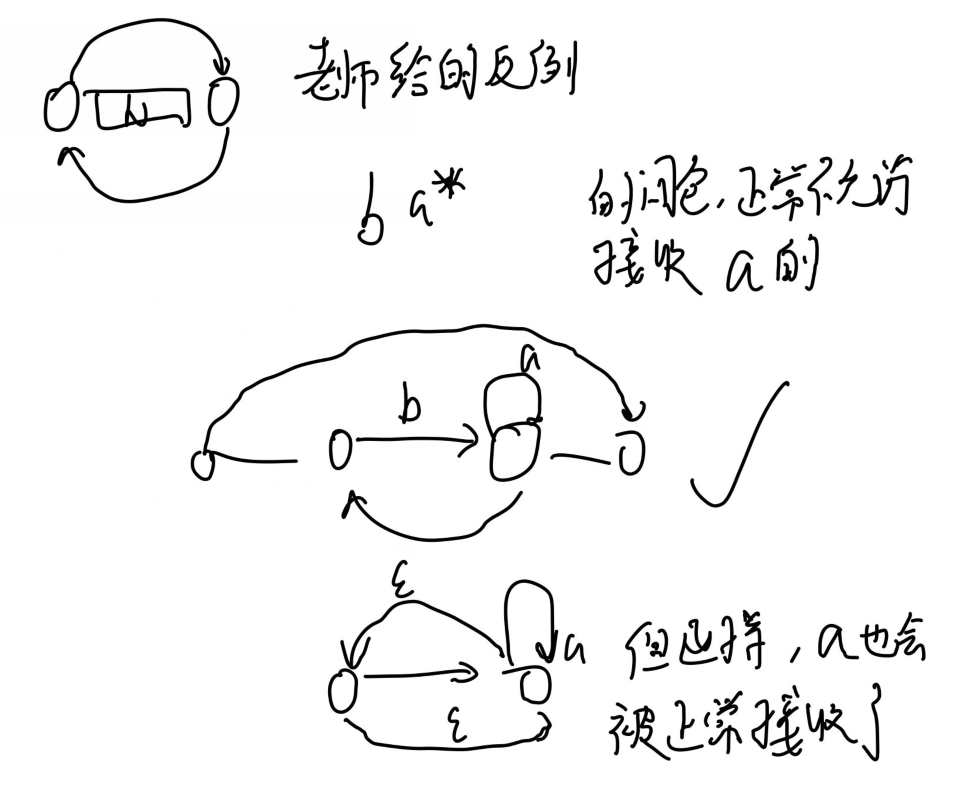 老师给的反例
N
b a*
的闭包,正常不允许
接收 a 的
a
b
ε
a
但这样,a也会
ε
被正常接收了